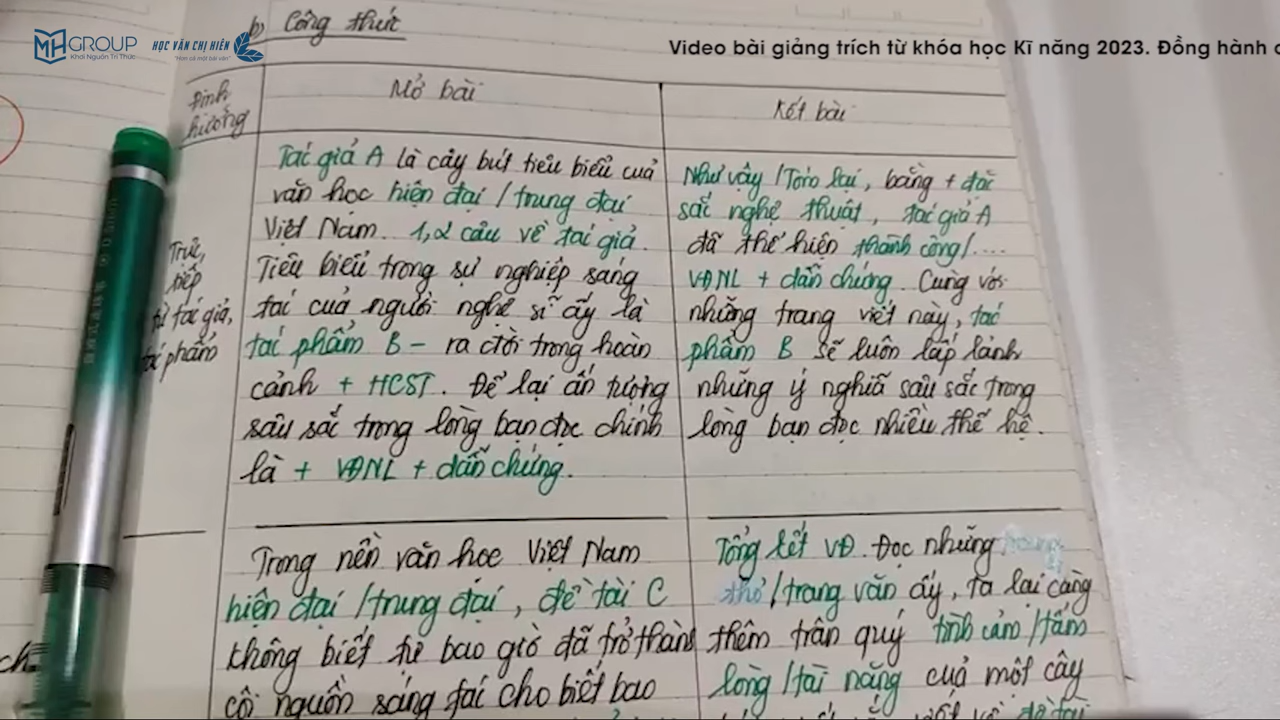 MH GROUP
Khơi Nguồn Tri Thức
HỌC VĂN CHỊ HIÊN
Video bài giảng trích từ khóa học Kĩ năng 2023. Đồng hành
b) Công thức
Định hướng
Mở bài
Kết bài
Trực tiếp
từ tác giả,
tác phẩm
Tác giả A là cây bút tiêu biểu của
văn học hiện đại / trung đại
Việt Nam. 1,2 câu về tác giả.
Tiêu biểu trong sự nghiệp sáng
tác của người nghệ sĩ ấy là
tác phẩm B – ra đời trong hoàn
cảnh + HCST. Để lại ấn tượng
sâu sắc trong lòng bạn đọc chính
là + VĐNL + dẫn chứng.
Như vậy / Tóm lại, bằng + đặc
sắc nghệ thuật, tác giả A
đã thể hiện thành công/....
VĐNL + dẫn chứng. Cùng với
những trang viết này, tác
phẩm B sẽ luôn lấp lánh
những ý nghĩa sâu sắc trong
lòng bạn đọc nhiều thế hệ.
Trong nền văn học Việt Nam
hiện đại / trung đại, đề tài C
không biết tự bao giờ đã trở thành
cội nguồn sáng tác cho biết bao
Tổng kết VĐ. Đọc những trang
thơ / trang văn ấy, ta lại càng
thêm trân quý tình cảm / tấm
lòng / tài năng của một cây